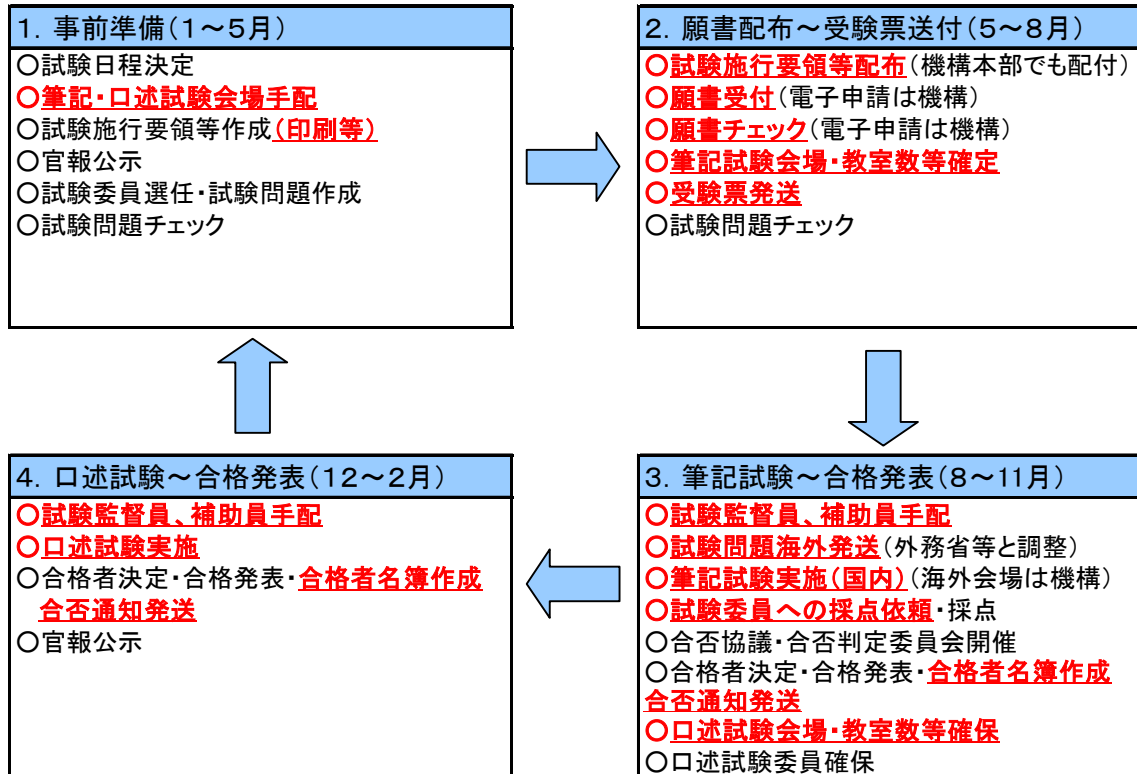 1．事前準備（1～5月）
○試験日程決定
○筆記・口述試験会場手配
○試験施行要領等作成（印刷等）
○官報公示
○試験委員選任・試験問題作成
○試験問題チェック
2．願書配布～受験票送付（5～8月）
○試験施行要領等配布（機構本部でも配付）
○願書受付（電子申請は機構）
○願書チェック（電子申請は機構）
○筆記試験会場・教室数等確定
○受験票発送
○試験問題チェック
3．筆記試験～合格発表（8～11月）
○試験監督員、補助員手配
○試験問題海外発送（外務省等と調整）
○筆記試験実施（国内）（海外会場は機構）
○試験委員への採点依頼・採点
○合否協議・合否判定委員会開催
○合格者決定・合格発表・合格者名簿作成
合否通知発送
○口述試験会場・教室数等確保
○口述試験委員確保
4．口述試験～合格発表（12～2月）
○試験監督員、補助員手配
○口述試験実施
○合格者決定・合格発表・合格者名簿作成
合否通知発送
○官報公示